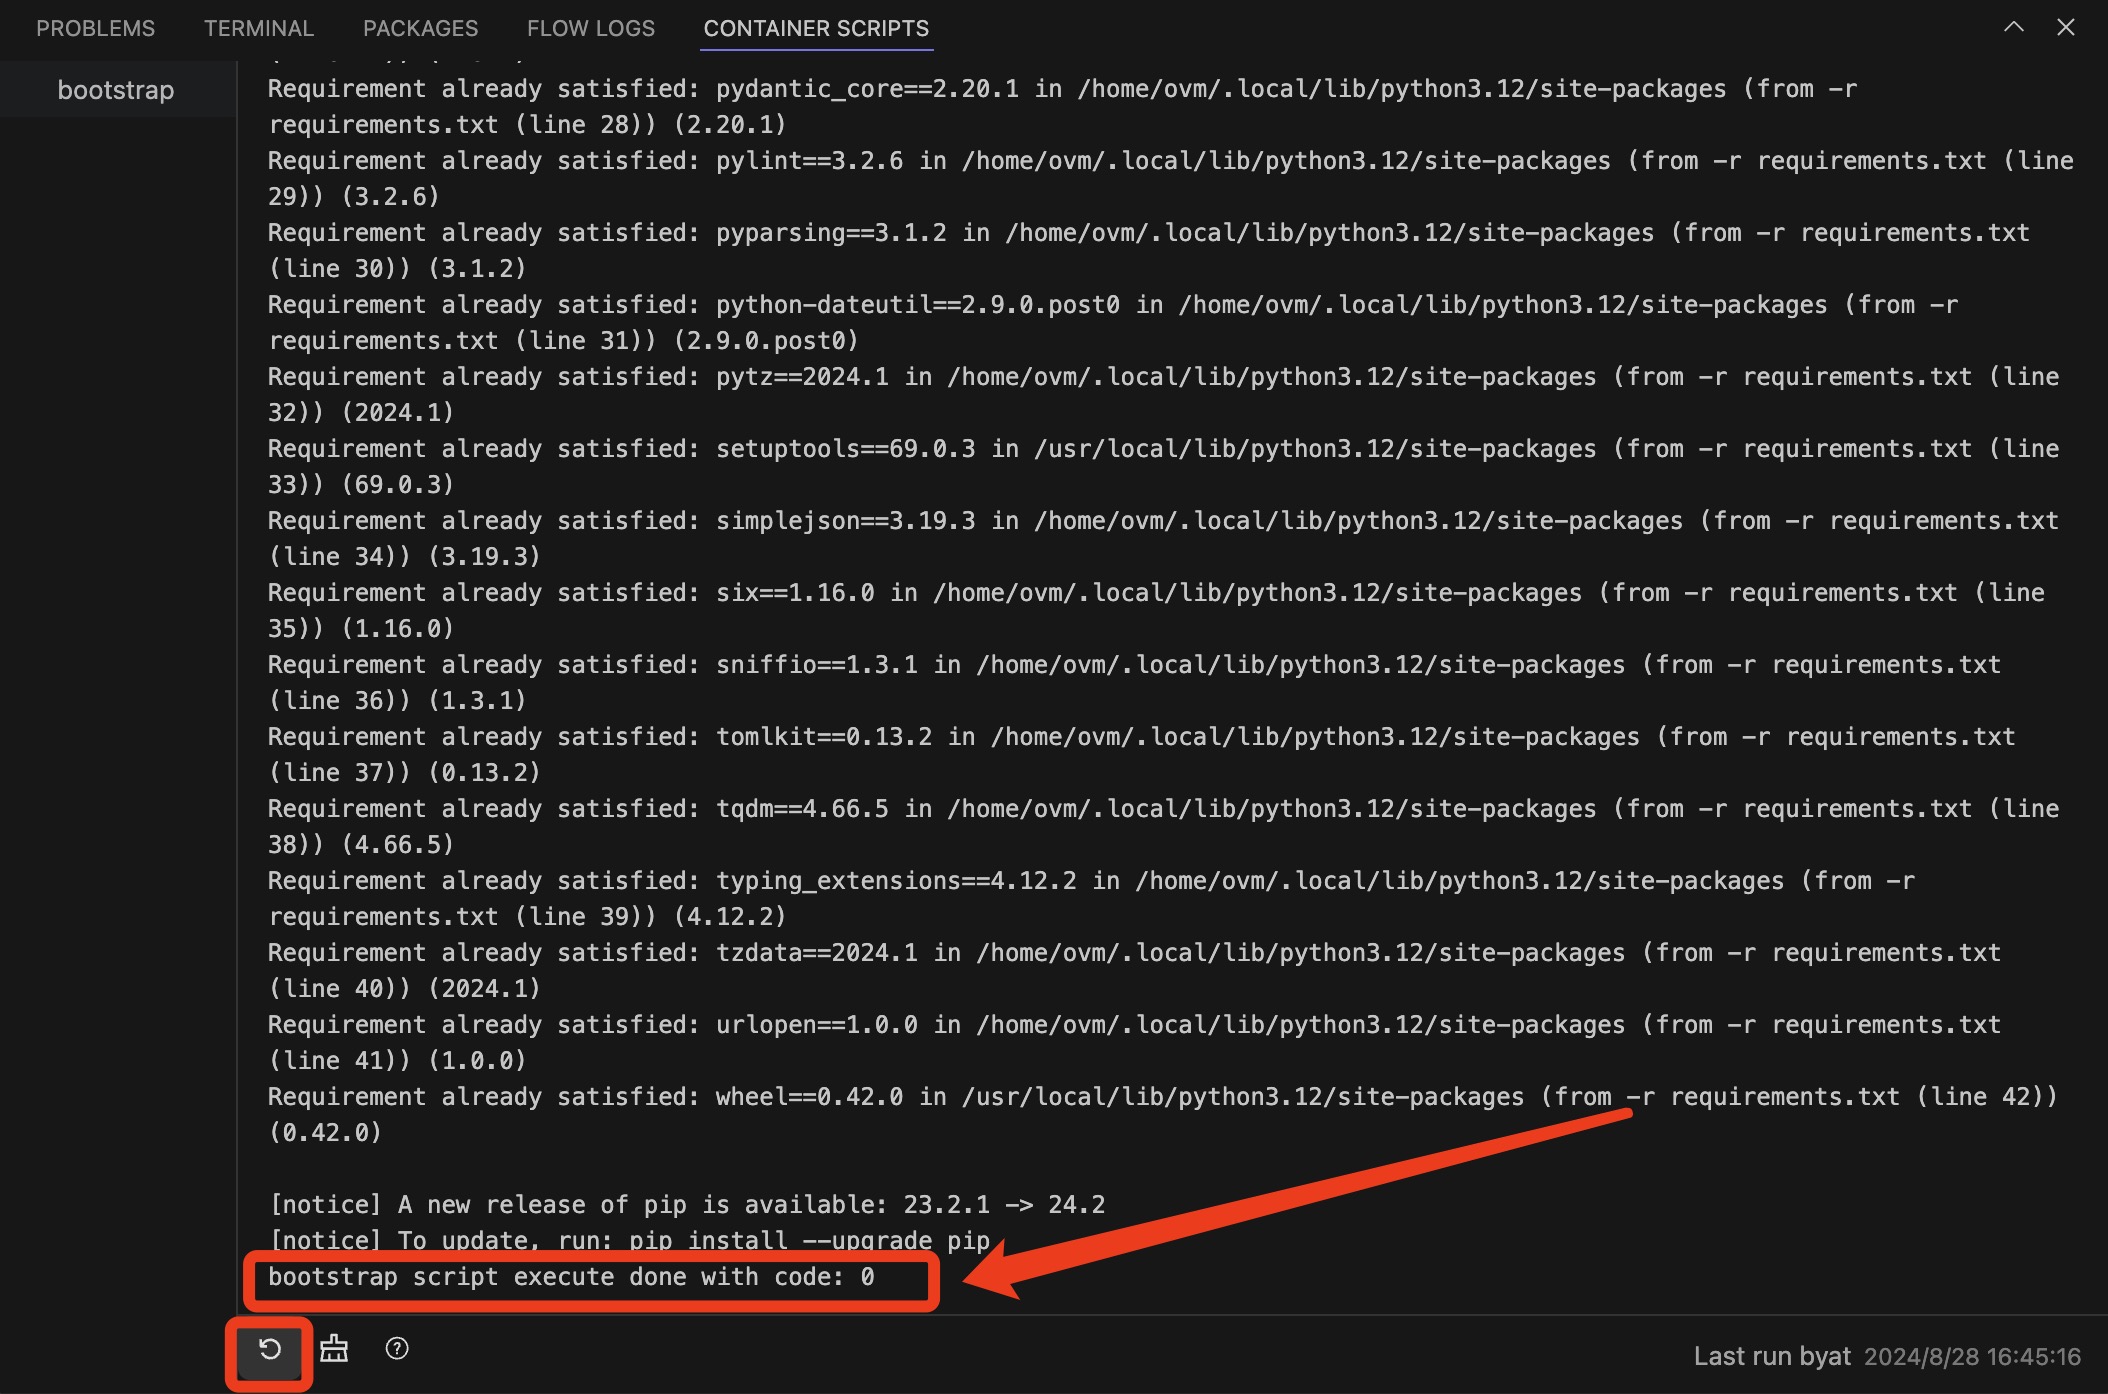 PROBLEMS TERMINAL PACKAGES FLOW LOGS CONTAINER SCRIPTS
bootstrap
Requirement already satisfied: pydantic_core==2.20.1 in /home/ovm/.local/lib/python3.12/site-packages (from -r
requirements.txt (line 28)) (2.20.1)
Requirement already satisfied: pylint==3.2.6 in /home/ovm/.local/lib/python3.12/site-packages (from -r requirements.txt (line
29)) (3.2.6)
Requirement already satisfied: pyparsing==3.1.2 in /home/ovm/.local/lib/python3.12/site-packages (from -r requirements.txt
(line 30)) (3.1.2)
Requirement already satisfied: python-dateutil==2.9.0.post0 in /home/ovm/.local/lib/python3.12/site-packages (from -r
requirements.txt (line 31)) (2.9.0.post0)
Requirement already satisfied: pytz==2024.1 in /home/ovm/.local/lib/python3.12/site-packages (from -r requirements.txt (line
32)) (2024.1)
Requirement already satisfied: setuptools==69.0.3 in /usr/local/lib/python3.12/site-packages (from -r requirements.txt (line
33)) (69.0.3)
Requirement already satisfied: simplejson==3.19.3 in /home/ovm/.local/lib/python3.12/site-packages (from -r requirements.txt
(line 34)) (3.19.3)
Requirement already satisfied: six==1.16.0 in /home/ovm/.local/lib/python3.12/site-packages (from -r requirements.txt (line
35)) (1.16.0)
Requirement already satisfied: sniffio==1.3.1 in /home/ovm/.local/lib/python3.12/site-packages (from -r requirements.txt
(line 36)) (1.3.1)
Requirement already satisfied: tomlkit==0.13.2 in /home/ovm/.local/lib/python3.12/site-packages (from -r requirements.txt
(line 37)) (0.13.2)
Requirement already satisfied: tqdm==4.66.5 in /home/ovm/.local/lib/python3.12/site-packages (from -r requirements.txt (line
38)) (4.66.5)
Requirement already satisfied: typing_extensions==4.12.2 in /home/ovm/.local/lib/python3.12/site-packages (from -r
requirements.txt (line 39)) (4.12.2)
Requirement already satisfied: tzdata==2024.1 in /home/ovm/.local/lib/python3.12/site-packages (from -r requirements.txt
(line 40)) (2024.1)
Requirement already satisfied: urlopen==1.0.0 in /home/ovm/.local/lib/python3.12/site-packages (from -r requirements.txt
(line 41)) (1.0.0)
Requirement already satisfied: wheel==0.42.0 in /usr/local/lib/python3.12/site-packages (from -r requirements.txt (line 42))
(0.42.0)
[notice] A new release of pip is available: 23.2.1 -> 24.2
[notice] To update, run: pip install --upgrade pip
bootstrap script execute done with code: 0
Last run byat 2024/8/28 16:45:16